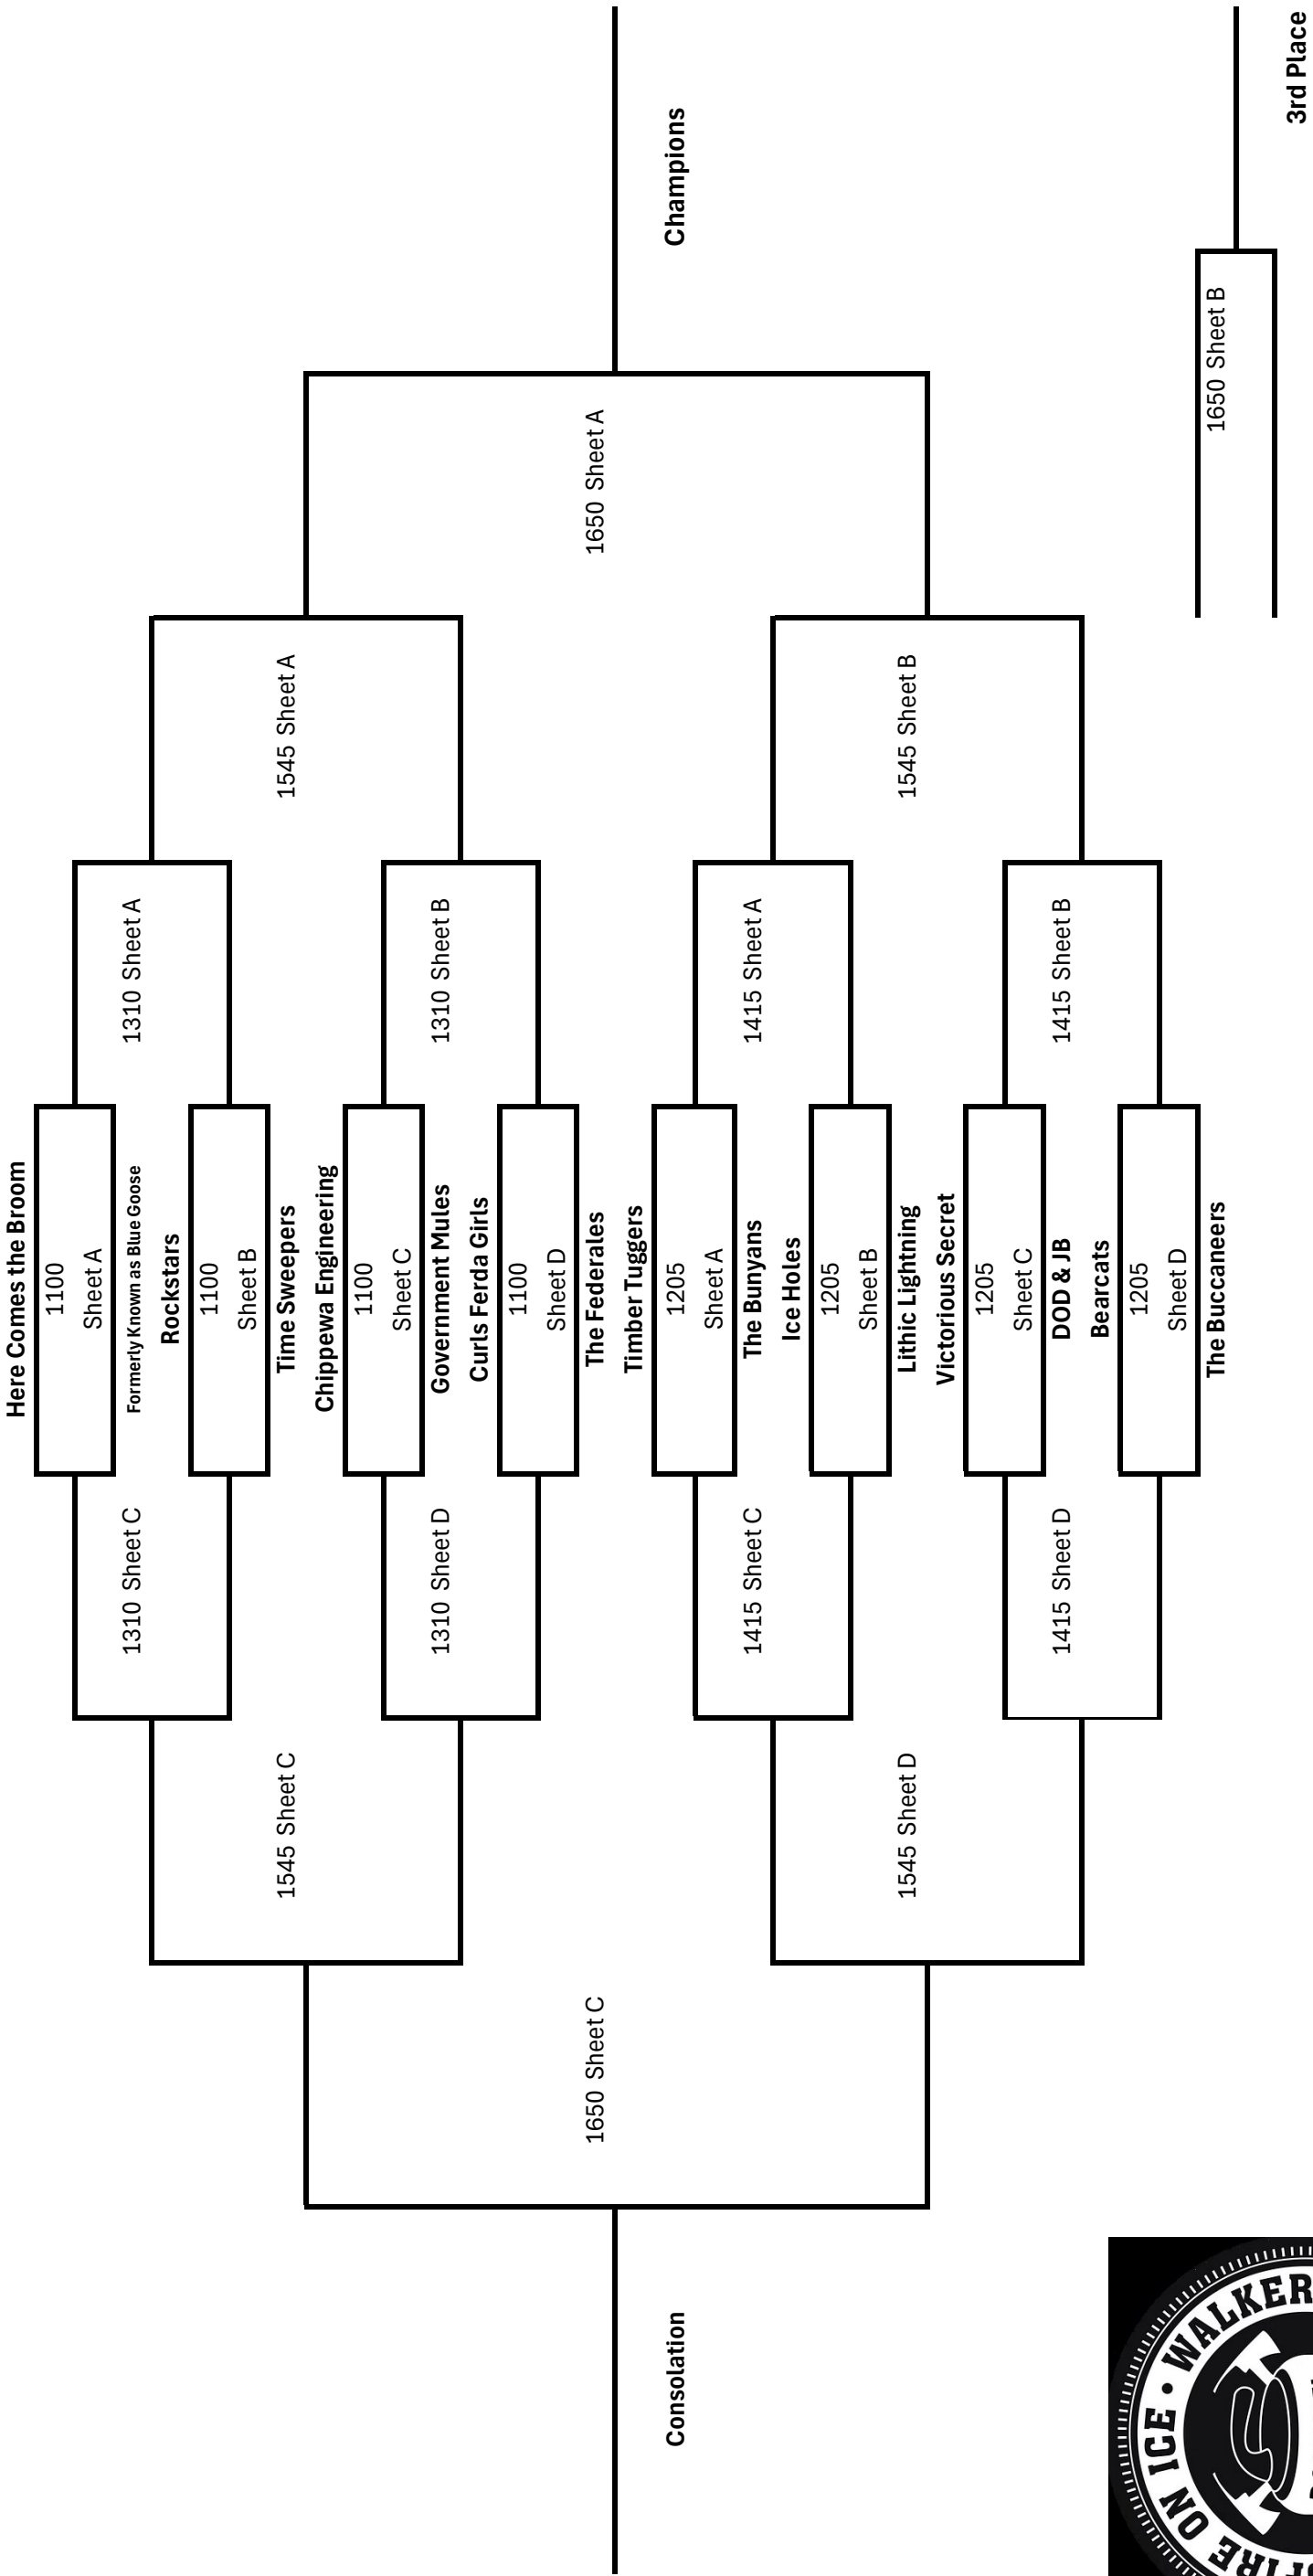 Here Comes the Broom
1100
Sheet A
1310 Sheet C
Formerly Known as Blue Goose
1310 Sheet A
Rockstars
1100
Sheet B
1545 Sheet C
Time Sweepers
1545 Sheet A
Chippewa Engineering
1100
Sheet C
1310 Sheet D
Government Mules
1310 Sheet B
Curls Ferda Girls
1100
Sheet D
1650 Sheet C
The Federales
1650 Sheet A
Timber Tuggers
Consolation
1205
Champions
Sheet A
1415 Sheet C
The Bunyans
1415 Sheet A
Ice Holes
1205
Sheet B
1545 Sheet D
Lithic Lightning
1545 Sheet B
Victorious Secret
1205
Sheet C
1415 Sheet D
DOD & JB
1415 Sheet B
Bearcats
1205
Sheet D
The Buccaneers
1650 Sheet B
3rd Place
FIRE ON ICE • WALKER